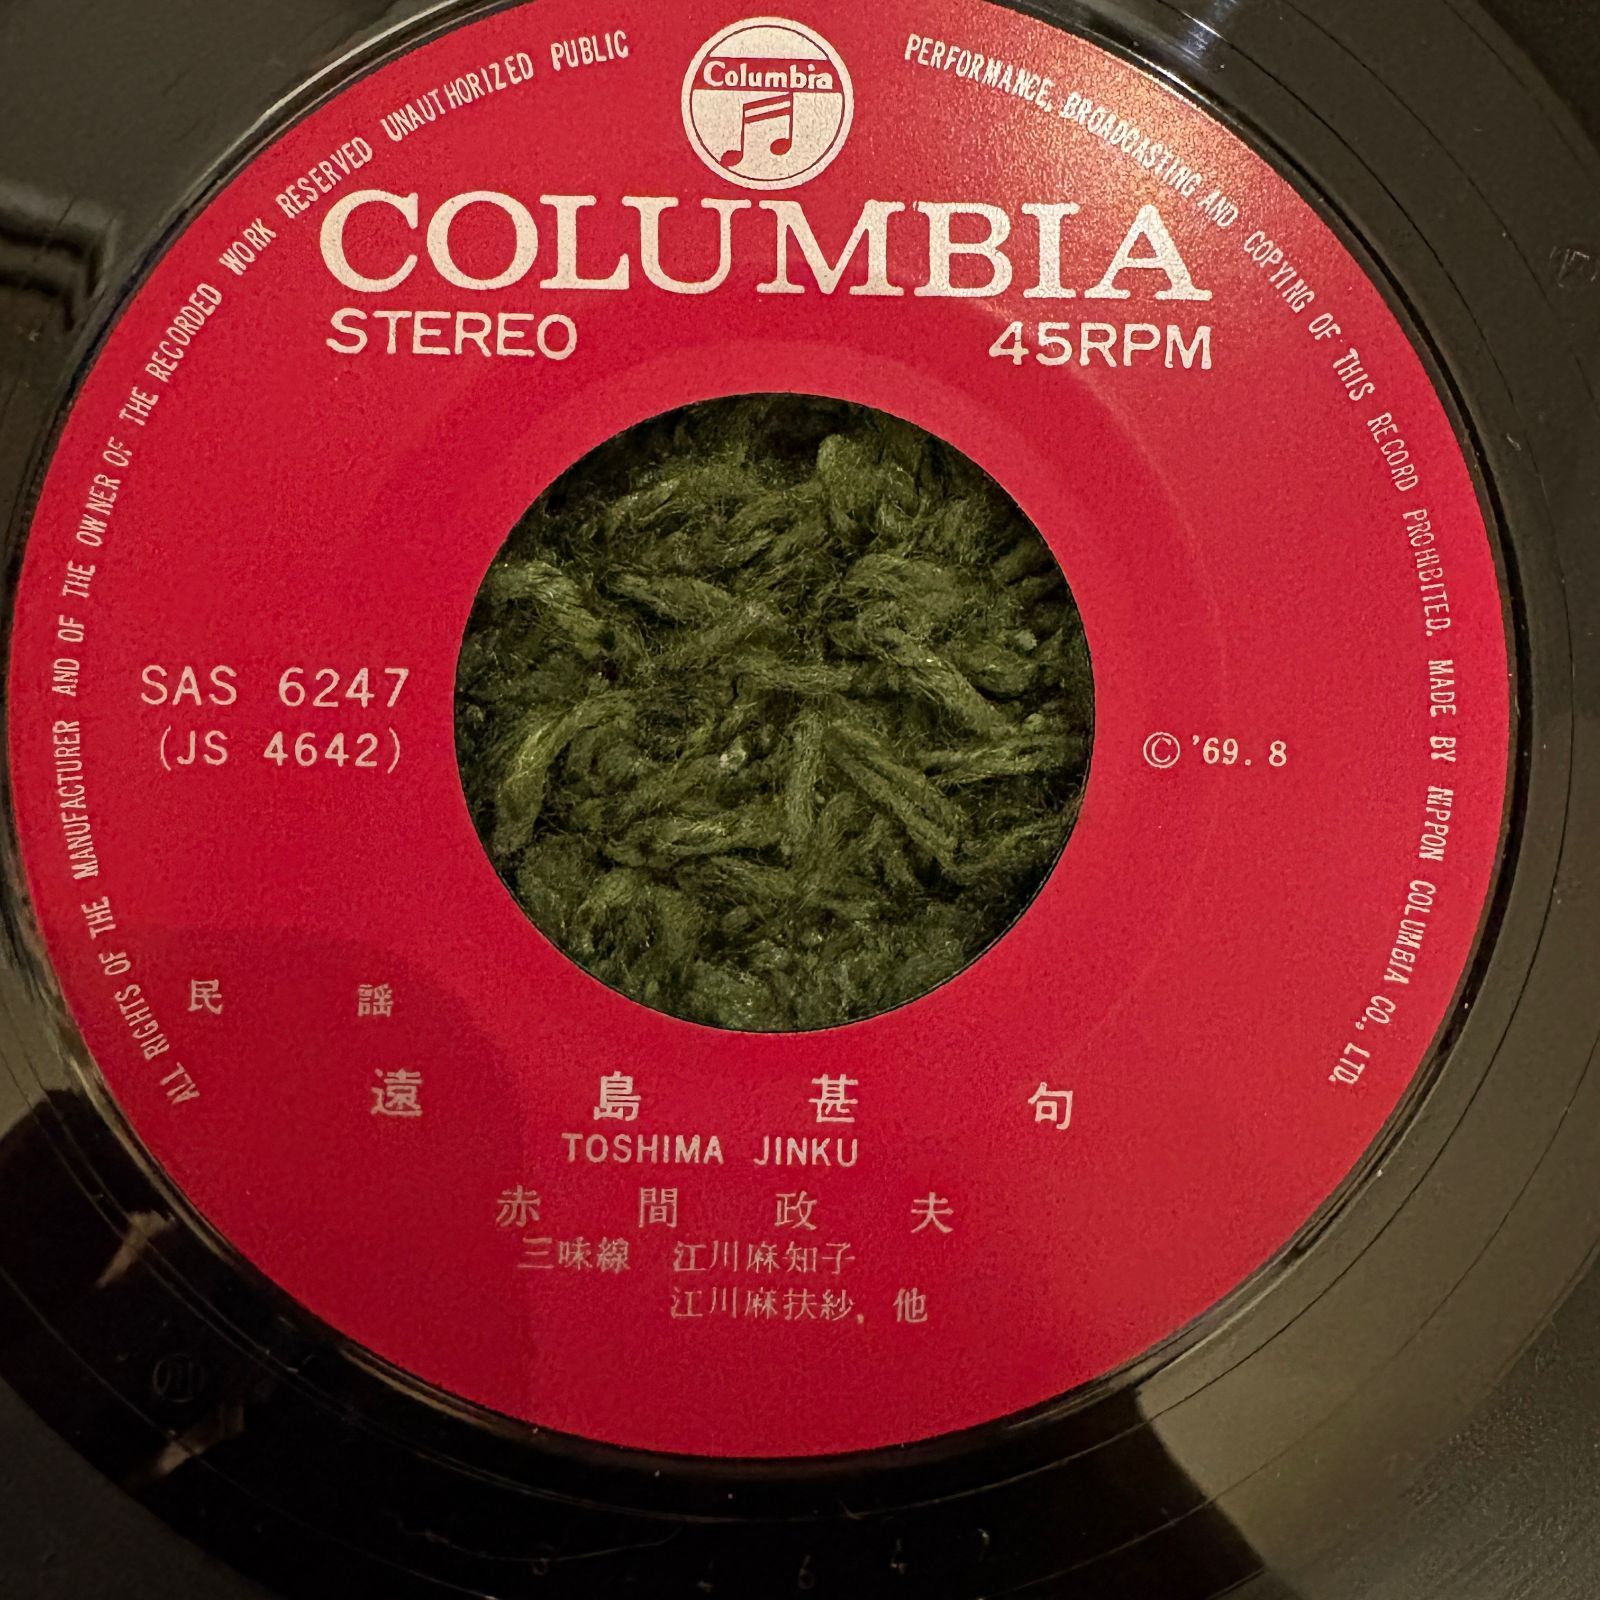 Columbia
ALL RIGHTS OF THE MANUFACTURER AND OF THE OWNER OF THE RECORDED WORK RESERVED UNAUTHORIZED PUBLIC PERFORMANCE, BROADCASTING AND COPYING OF THIS RECORD PROHIBITED. MADE BY NIPPON COLUMBIA CO., LTD.
COLUMBIA
STEREO 45RPM
SAS 6247
(JS 4642)
©'69.8
民謡
遠島甚句
TOSHIMA JINKU
赤間政夫
三味線 江川麻知子
江川麻扶紗, 他